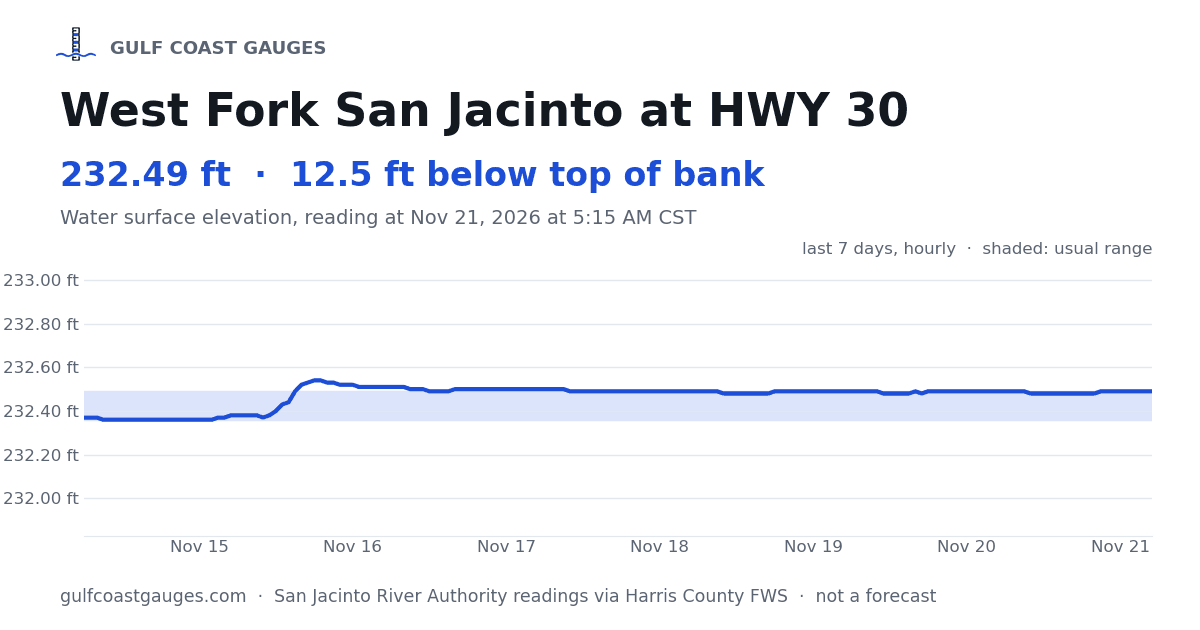 GULF COAST GAUGES
West Fork San Jacinto at HWY 30
232.49 ft · 12.5 ft below top of bank
Water surface elevation, reading at Nov 21, 2026 at 5:15 AM CST
last 7 days, hourly · shaded: usual range
233.00 ft
232.80 ft
232.60 ft
232.40 ft
232.20 ft
232.00 ft
Nov 15 Nov 16 Nov 17 Nov 18 Nov 19 Nov 20 Nov 21
gulfcoastgauges.com · San Jacinto River Authority readings via Harris County FWS · not a forecast